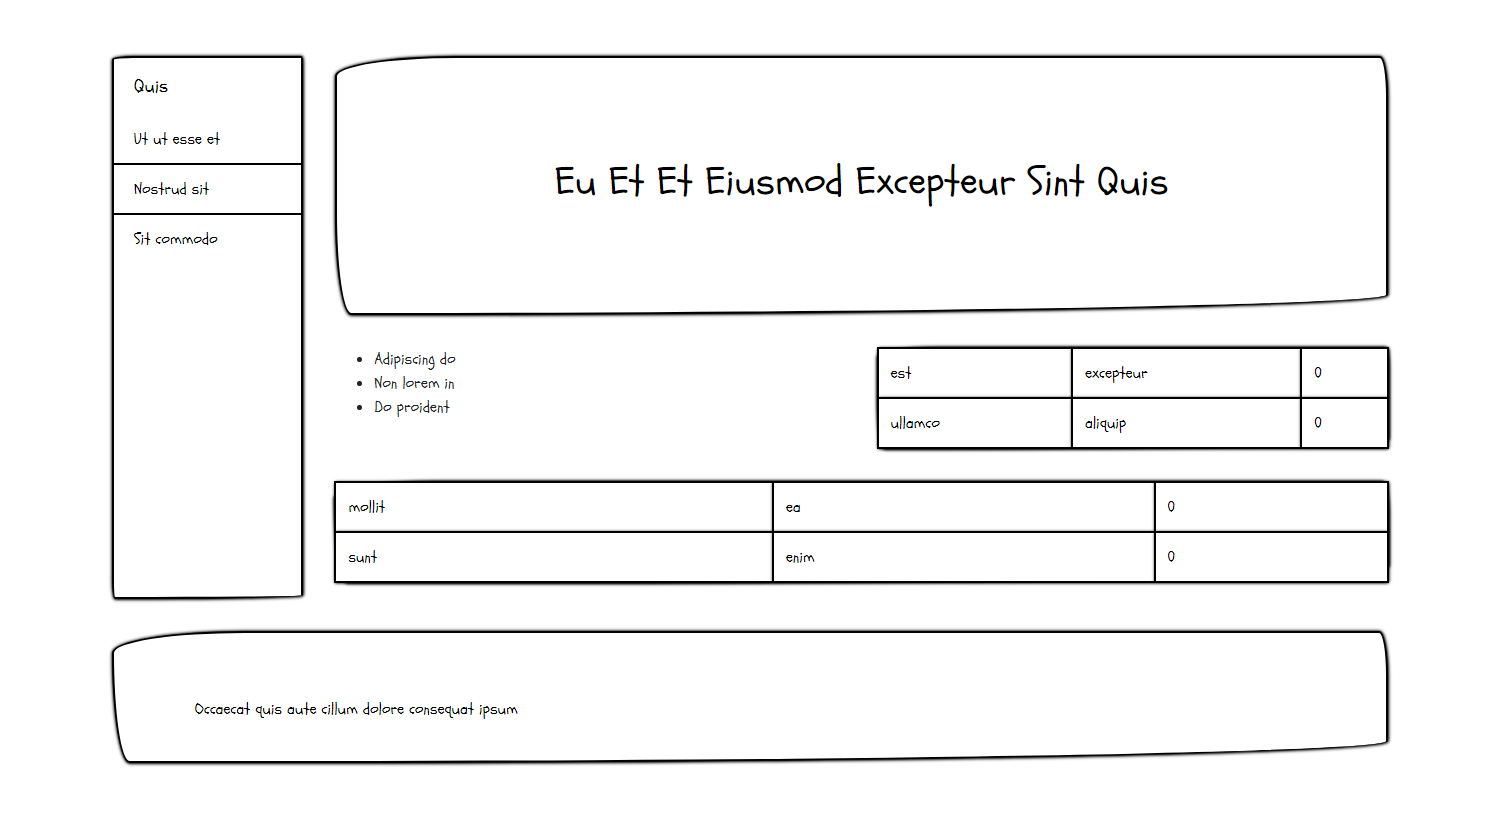 Quis
Ut ut esse et
Nostrud sit
Sit commodo
Eu Et Et Eiusmod Excepteur Sint Quis
Adipiscing do
Non lorem in
Do proident
est excepteur 0
ullamco aliquip 0
mollit ea 0
sunt enim 0
Occaecat quis aute cillum dolore consequat ipsum